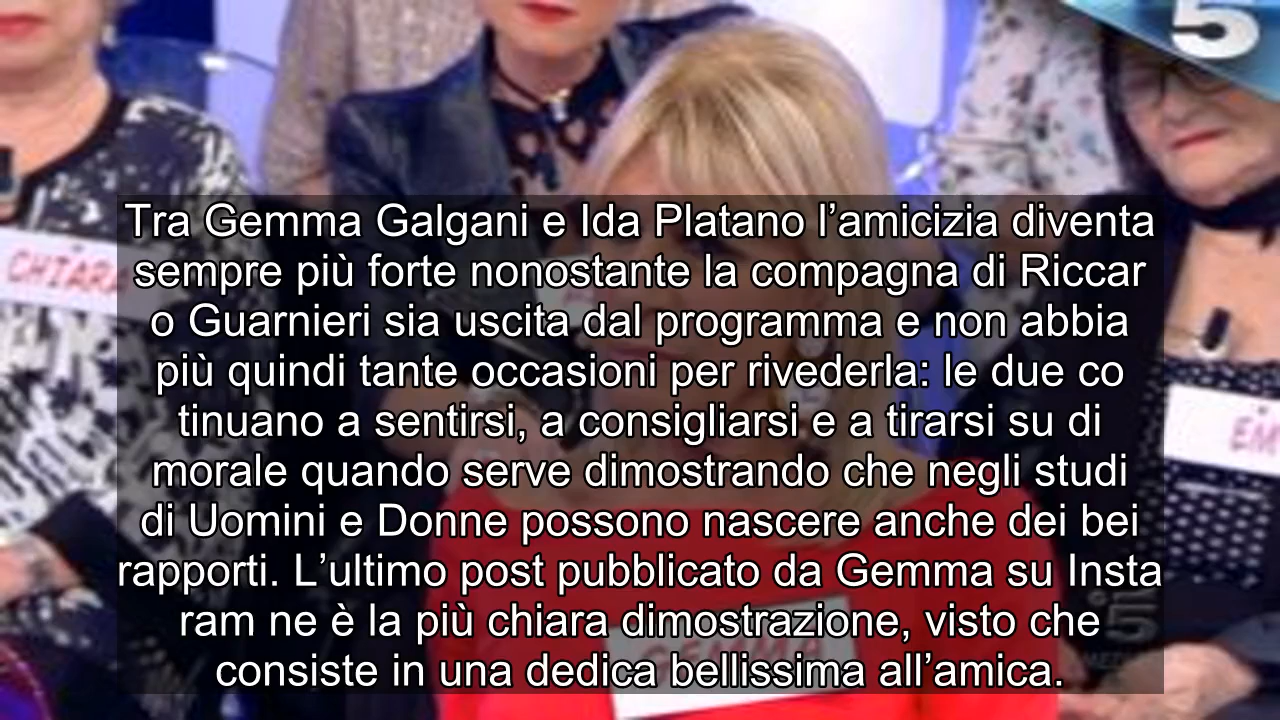 5
CHIARA
Tra Gemma Galgani e Ida Platano l’amicizia diventa
sempre più forte nonostante la compagna di Riccar
o Guarnieri sia uscita dal programma e non abbia
più quindi tante occasioni per rivederla: le due co
tinuano a sentirsi, a consigliarsi e a tirarsi su di
morale quando serve dimostrando che negli studi
di Uomini e Donne possono nascere anche dei bei
rapporti. L’ultimo post pubblicato da Gemma su Insta
ram ne è la più chiara dimostrazione, visto che
consiste in una dedica bellissima all’amica.
EM
5
GEMMA